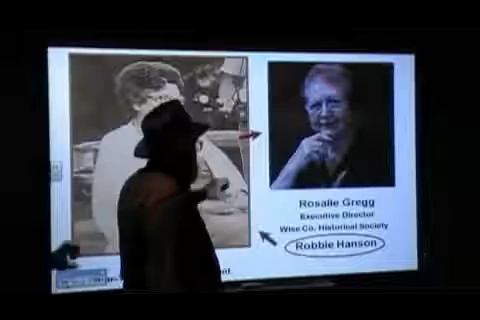 Rosalie Gregg
Executive Director
Wise Co. Historical Society
Robbie Hanson